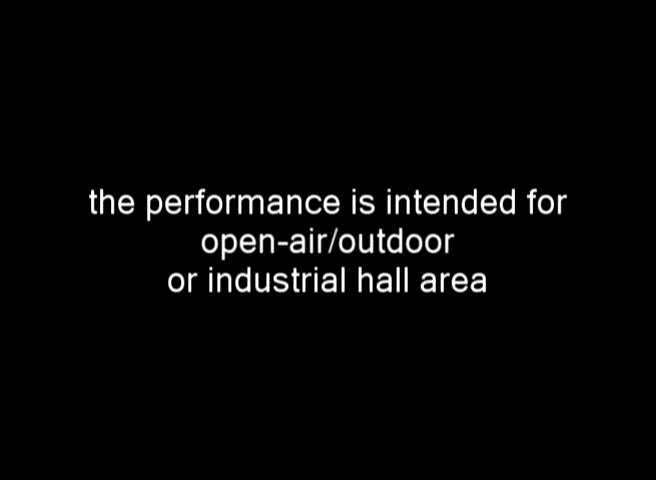 the performance is intended for
open-air/outdoor
or industrial hall area